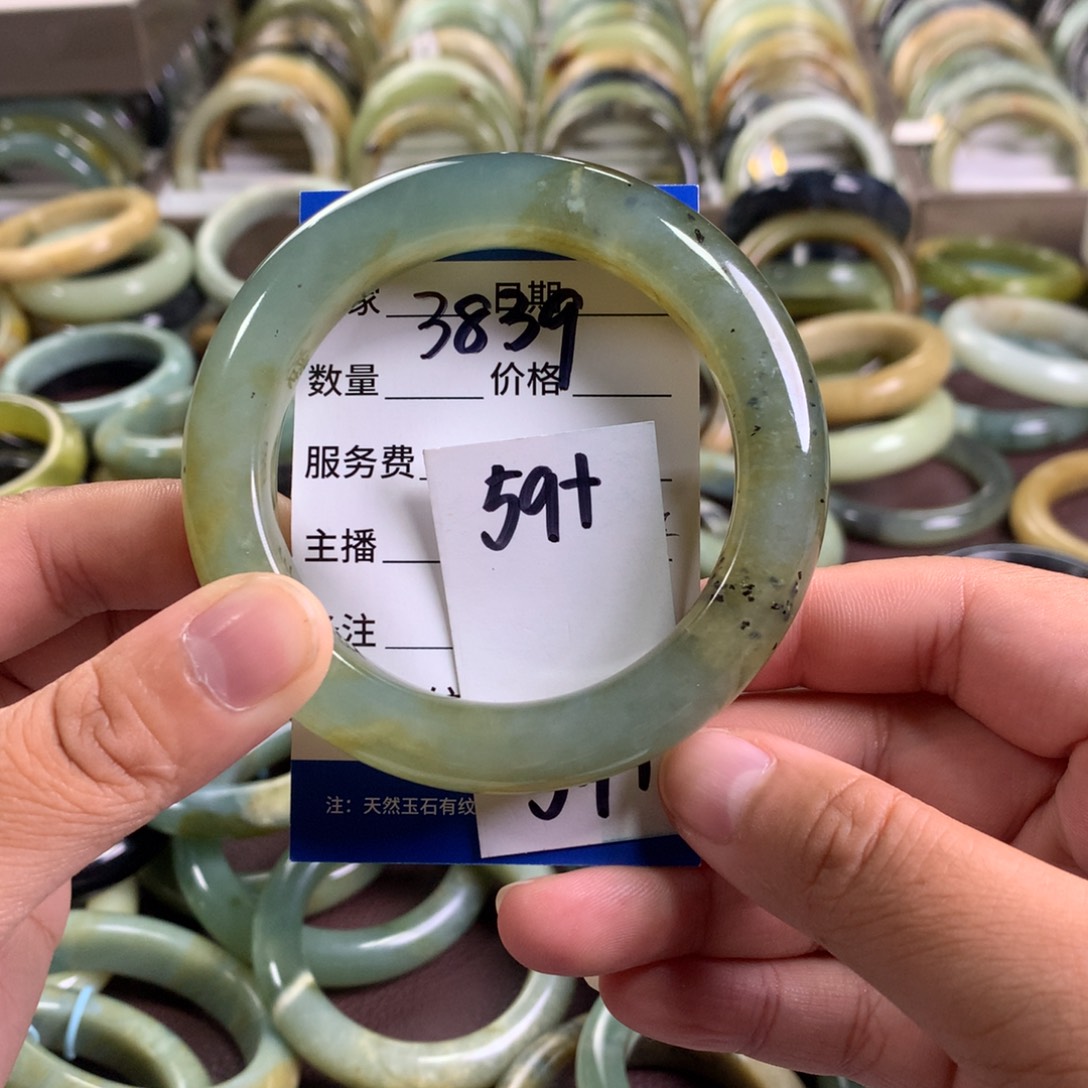 家 日期
3839
数量 价格
服务费
59+
主播
注
注：天然玉石有纹